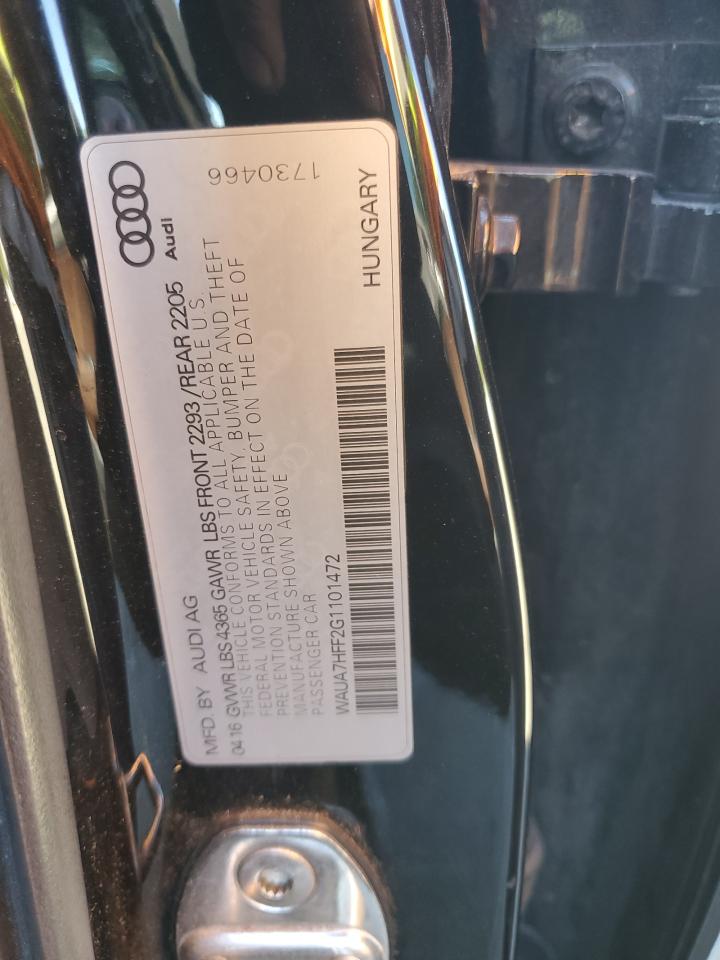 MFD. BY AUDI AG
0416 GVWR LBS 4365 GAWR LBS FRONT 2293 / REAR 2205
THIS VEHICLE CONFORMS TO ALL APPLICABLE U.S.
FEDERAL MOTOR VEHICLE SAFETY, BUMPER AND THEFT
PREVENTION STANDARDS IN EFFECT ON THE DATE OF
MANUFACTURE SHOWN ABOVE
PASSENGER CAR
WAUA7HFF2G1101472
Audi
HUNGARY
1730466